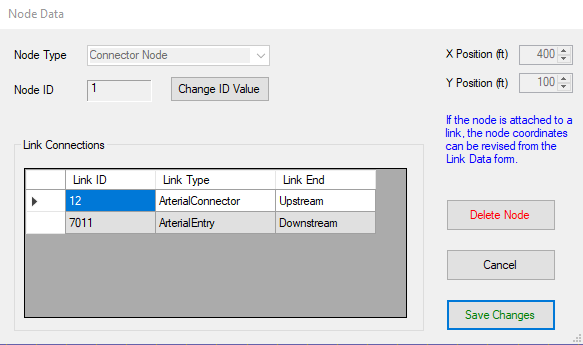 Node Data
Node Type Connector Node
Node ID 1 Change ID Value
X Position (ft) 400
Y Position (ft) 100
If the node is attached to a
link, the node coordinates
can be revised from the
Link Data form.
Link Connections
Link ID Link Type Link End
12 ArterialConnector Upstream
7011 ArterialEntry Downstream
Delete Node
Cancel
Save Changes